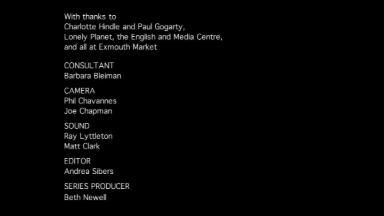 With thanks to
Charlotte Hindle and Paul Gogarty,
Lonely Planet, the English and Media Centre,
and all at Exmouth Market
CONSULTANT
Barbara Bleiman
CAMERA
Phil Chavannes
Joe Chapman
SOUND
Ray Lyttleton
Matt Clark
EDITOR
Andrea Sibers
SERIES PRODUCER
Beth Newell